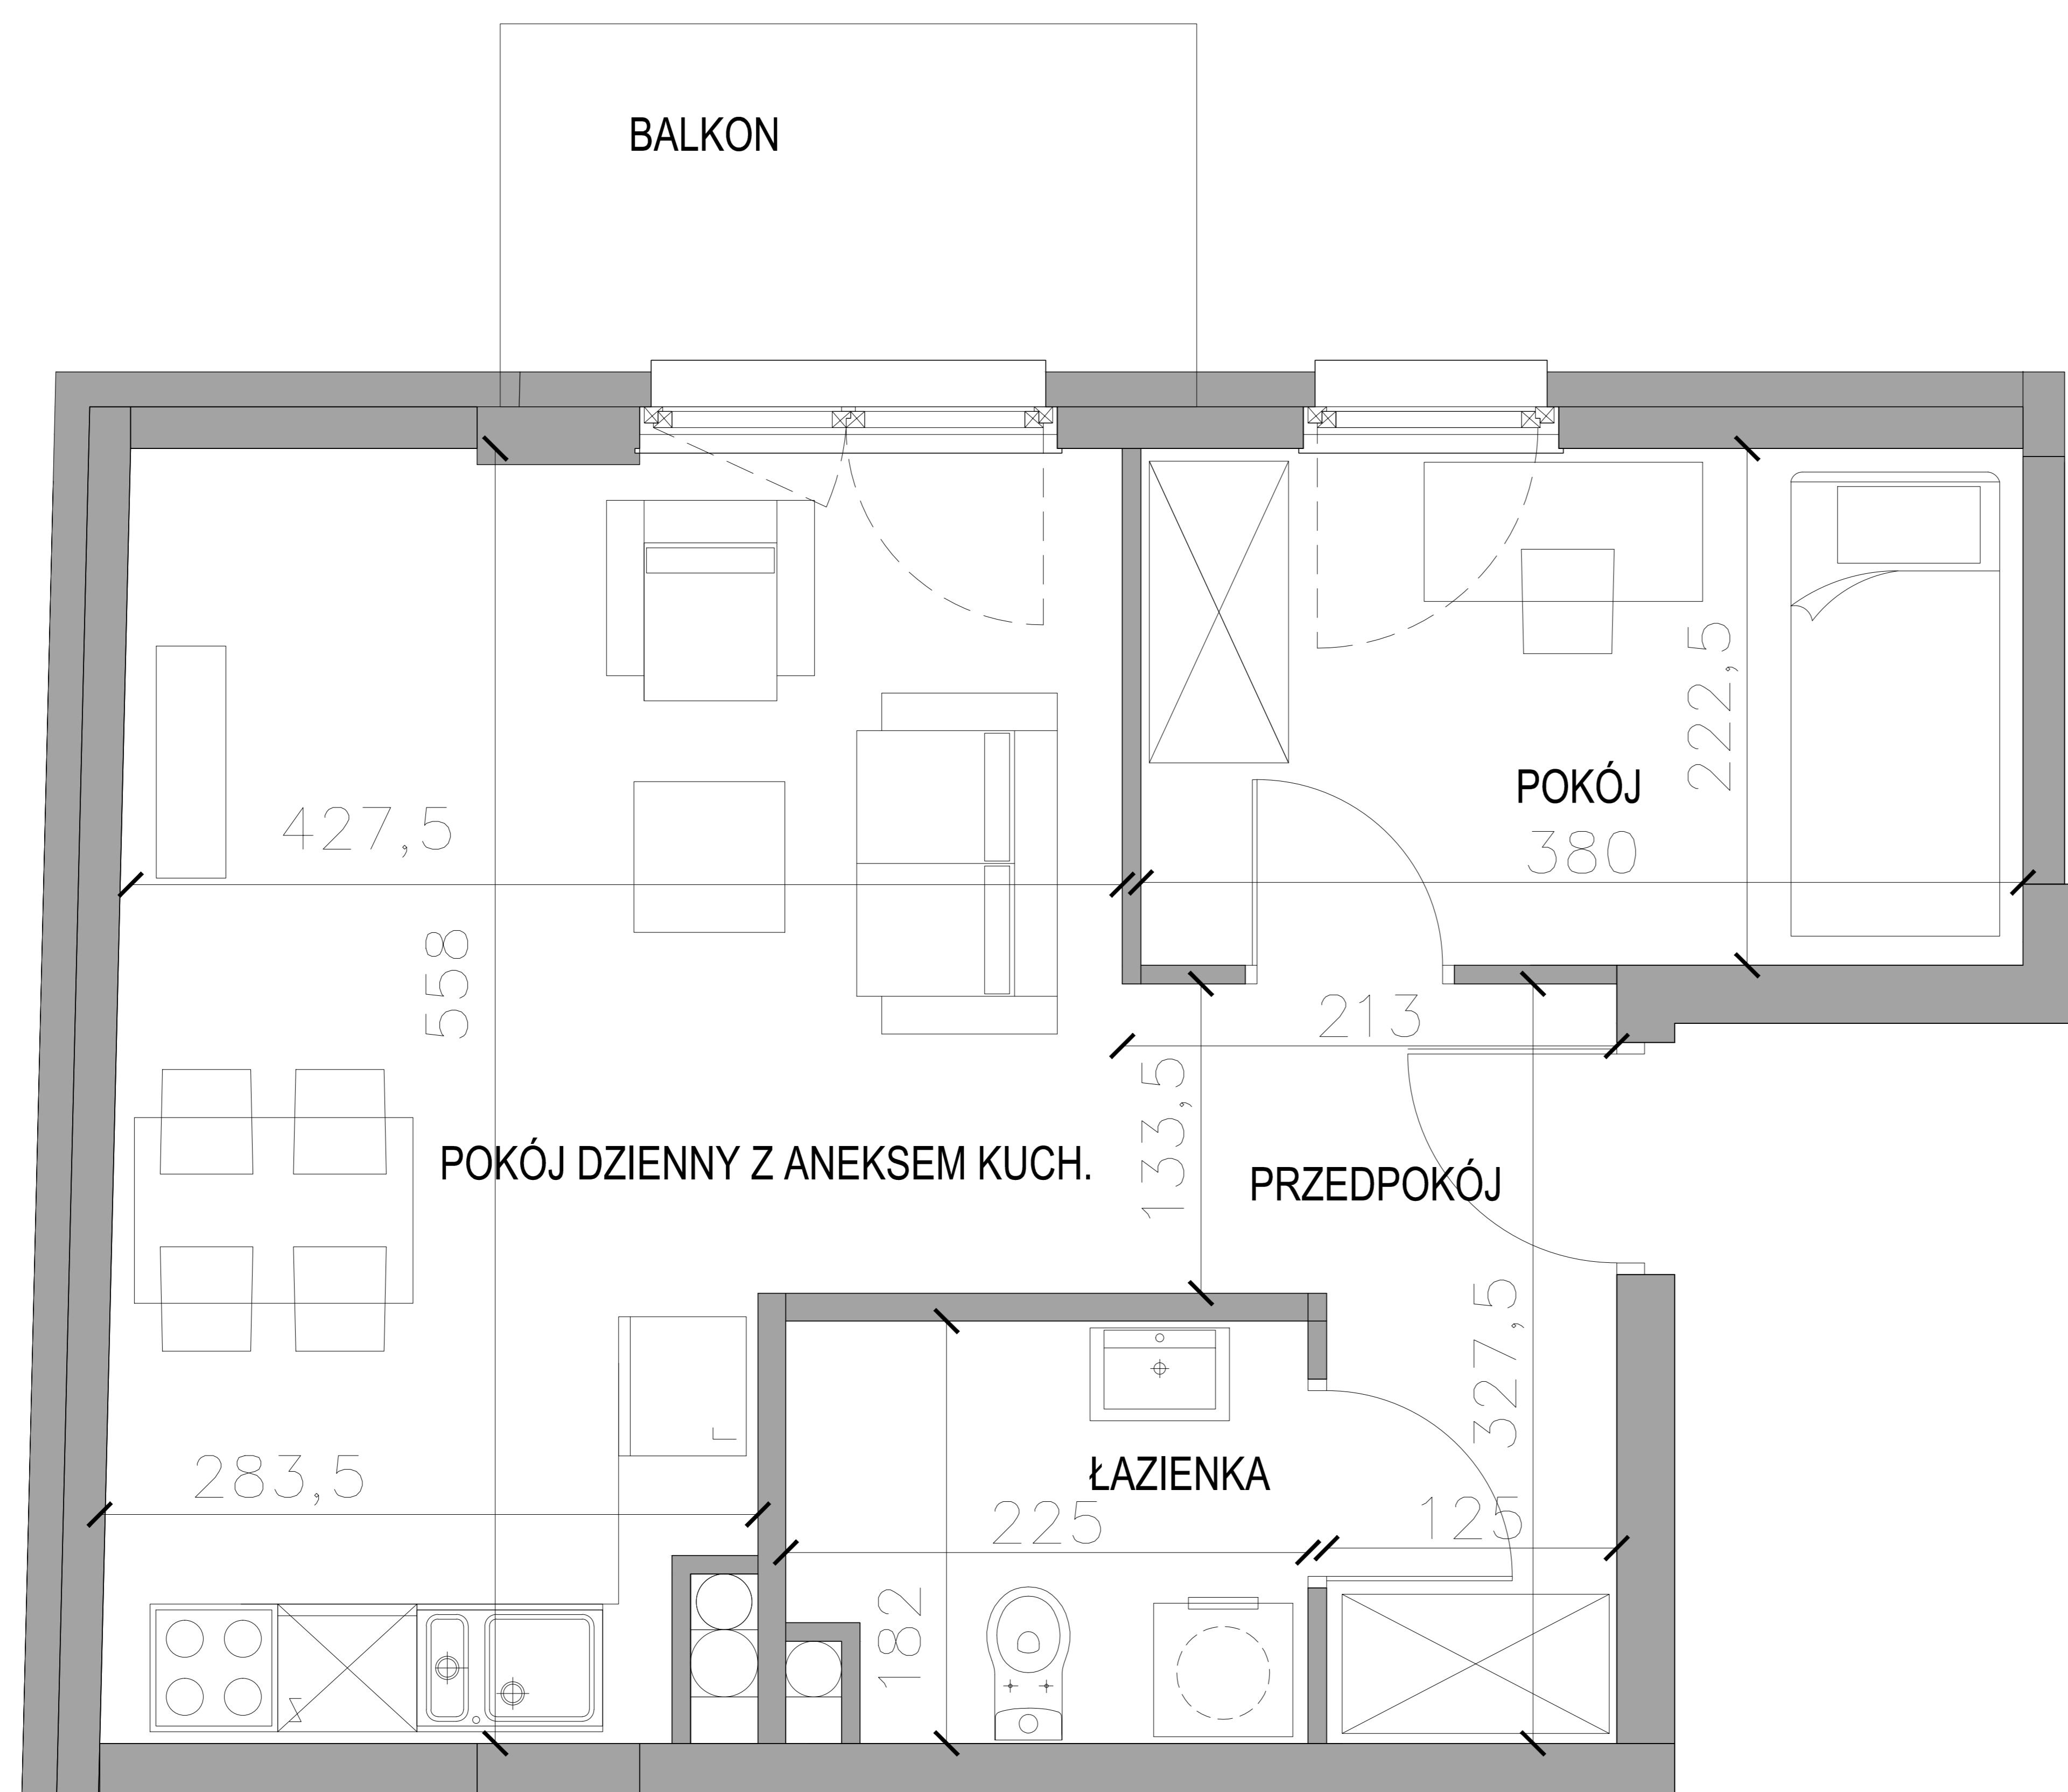 BALKON
222,5
POKÓJ
427,5
380
558
213
133,5
POKÓJ DZIENNY Z ANEKSEM KUCH.
PRZEDPOKÓJ
327,5
283,5
ŁAZIENKA
225
125
182
L
Z